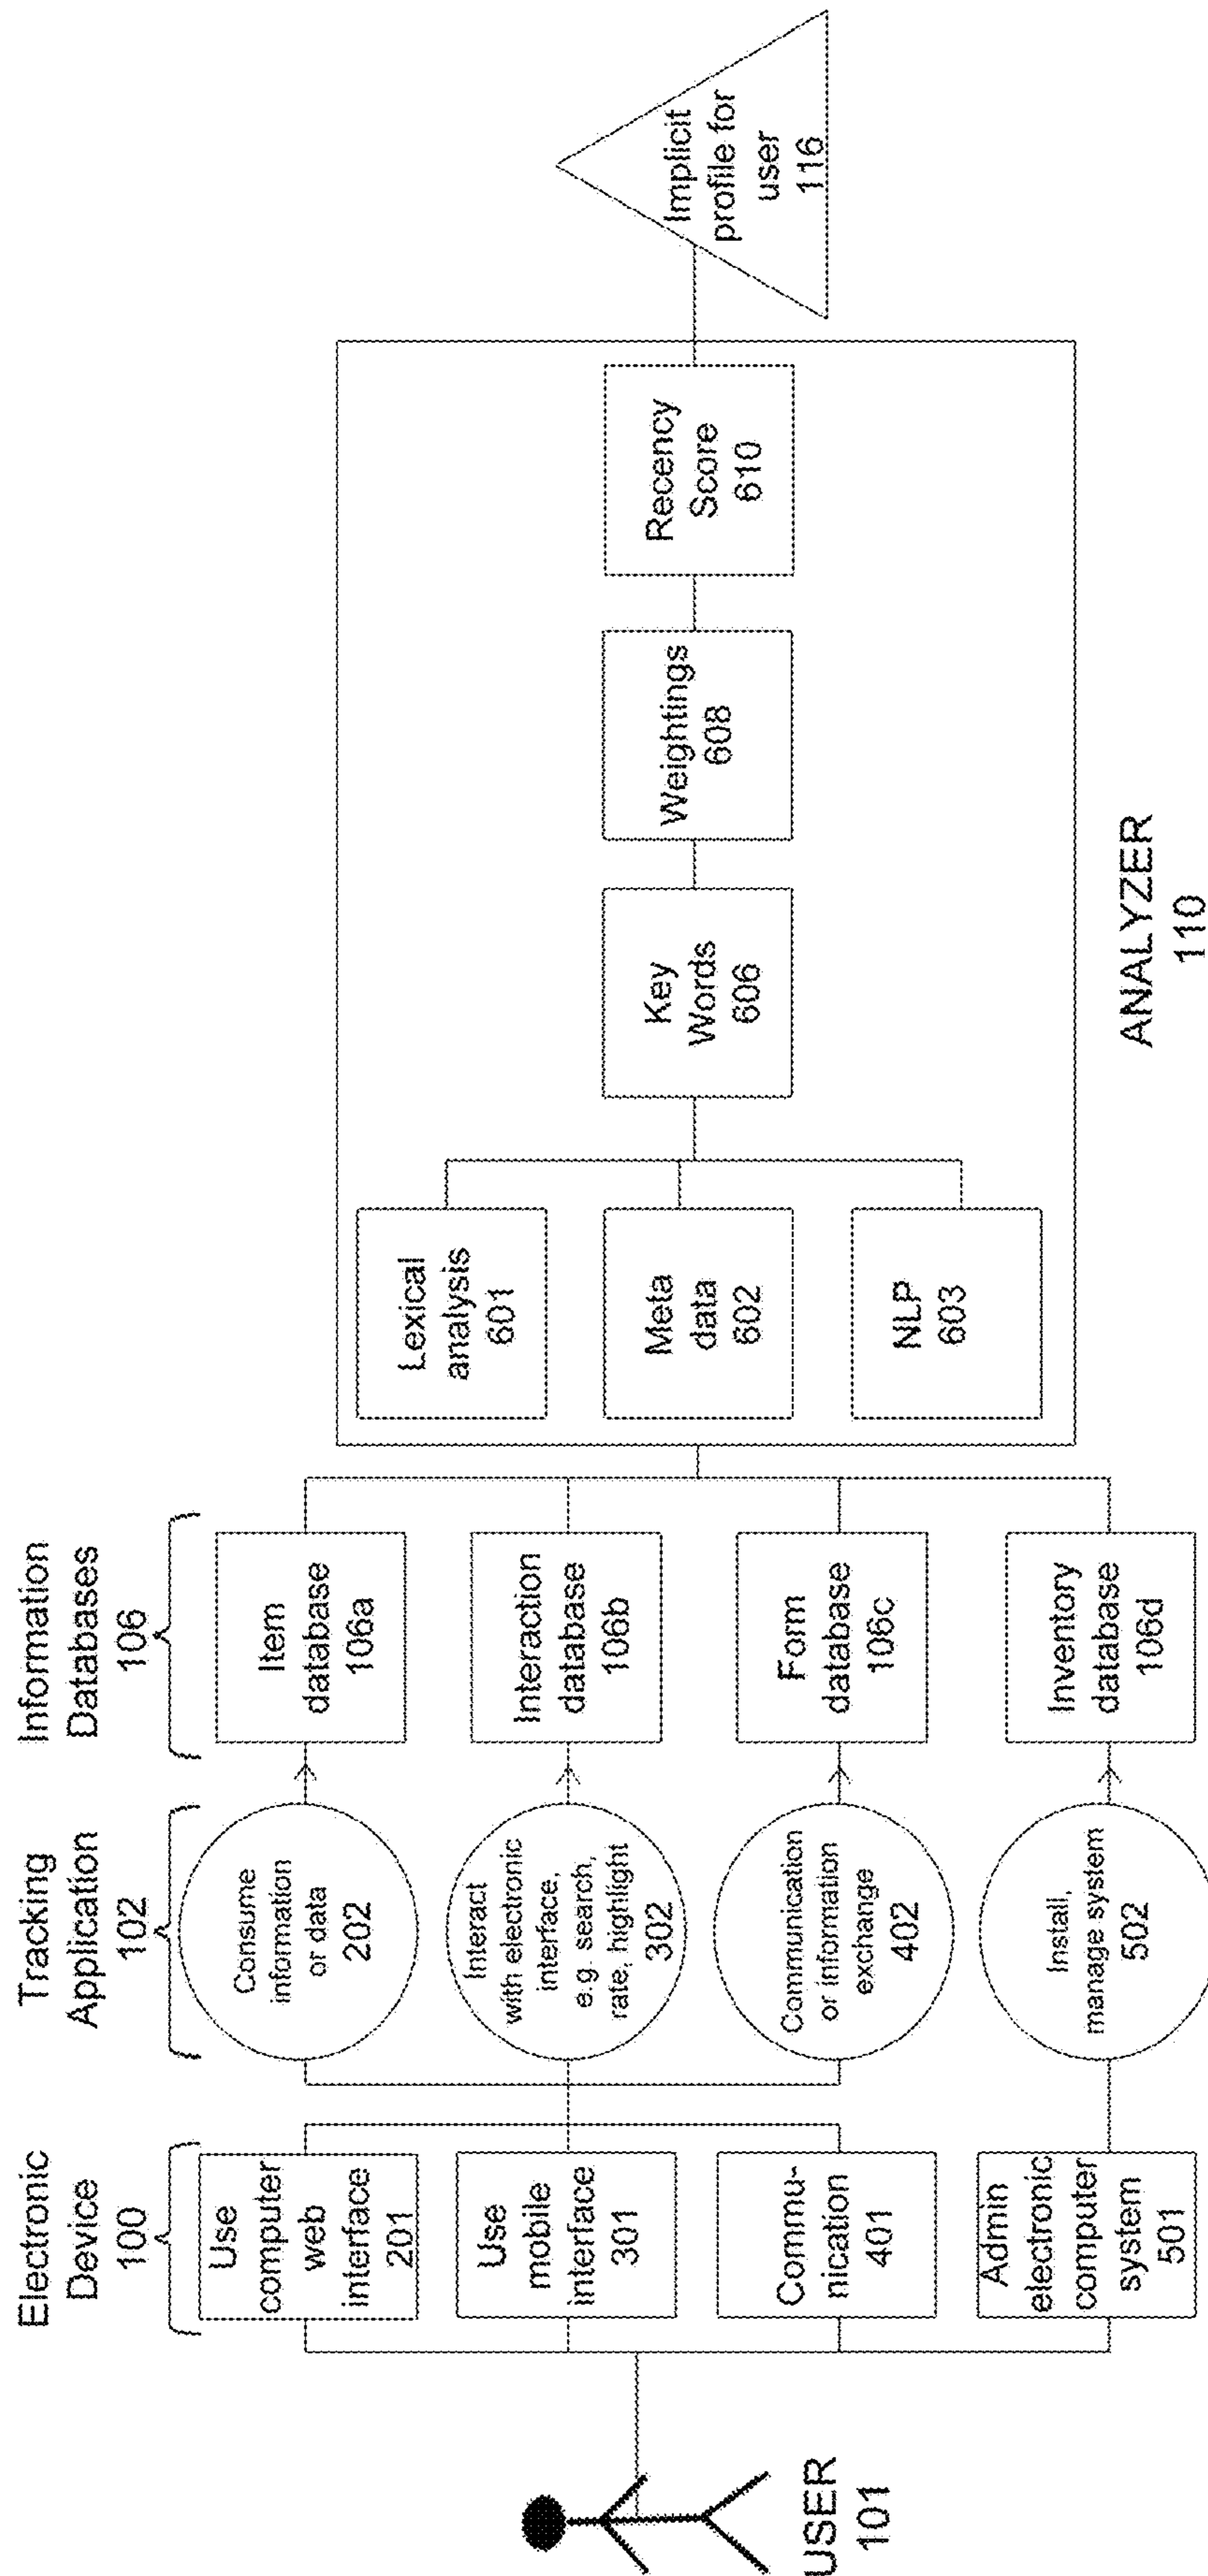 Electronic
Device
100
Tracking
Application
102
Information
Databases
106
Use
computer
web
interface
201
Use
mobile
interface
301
Commu-
nication
401
Admin
electronic
computer
system
501
Consume
information
or data
202
Interact
with electronic
interface,
e.g. search,
rate, highlight
302
Communication
or information
exchange
402
Install,
manage system
502
Item
database
106a
Interaction
database
106b
Form
database
106c
Inventory
database
106d
Lexical
analysis
601
Meta
data
602
NLP
603
Key
Words
606
Weightings
608
Recency
Score
610
Implicit
profile for
user
116
USER
101
ANALYZER
110